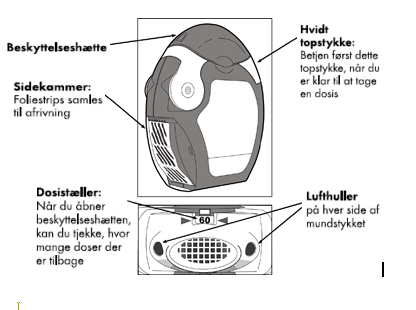 Beskyttelseshætte
Sidekammer:
Foliestrips samles
til afrivning
Hvidt
topstykke:
Betjen først dette
topstykke, når du
er klar til at tage
en dosis
Dosistæller:
Når du åbner
beskyttelseshætten,
kan du tjekke, hvor
mange doser der
er tilbage
60
Lufthuller
på hver side af
mundstykket